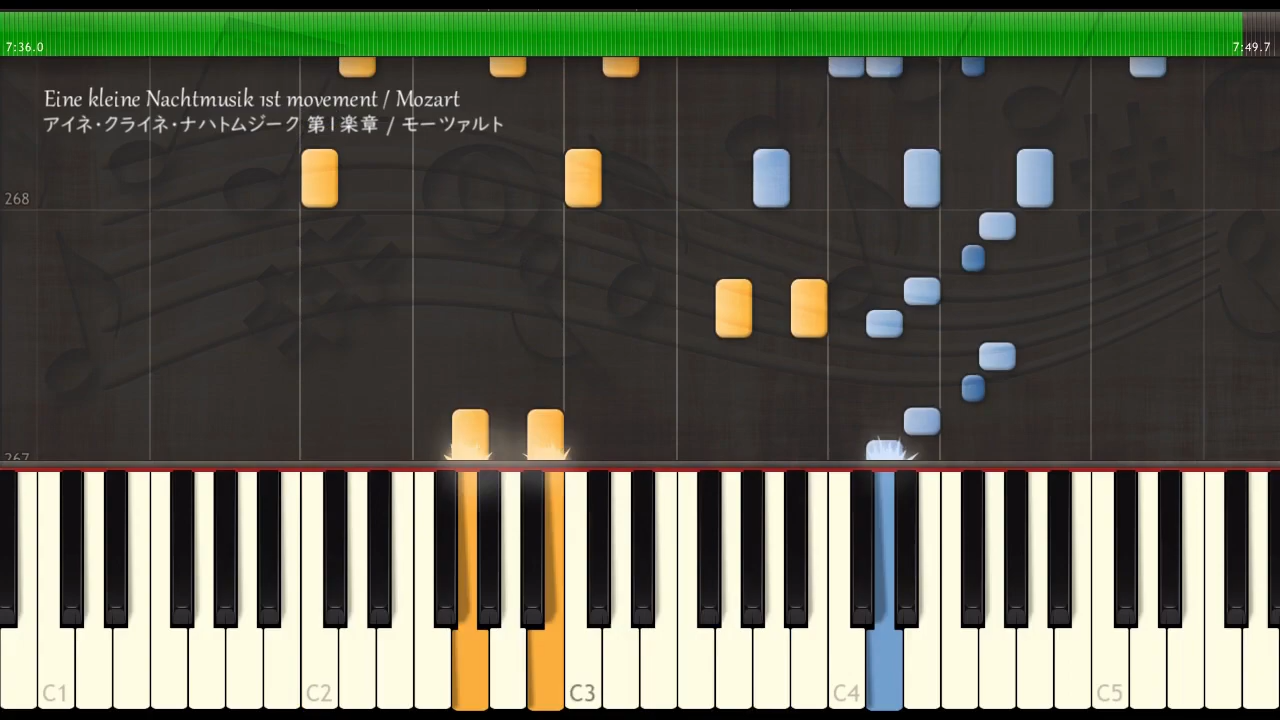 7:36.0 7:49.7
Eine kleine Nachtmusik 1st movement / Mozart
アイネ・クライネ・ナハトムジーク 第1楽章 / モーツァルト
268
267
C1 C2 C3 C4 C5